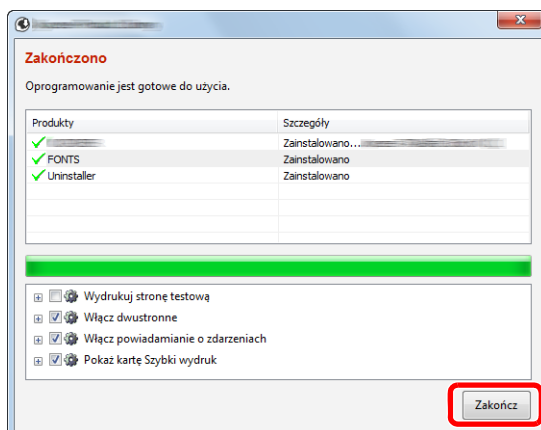 Zakończono
Oprogramowanie jest gotowe do użycia.
Produkty Szczegóły
Zainstalowano...
FONTS Zainstalowano
Uninstaller Zainstalowano
Wydrukuj stronę testową
Włącz dwustronne
Włącz powiadamianie o zdarzeniach
Pokaż kartę Szybki wydruk
Zakończ